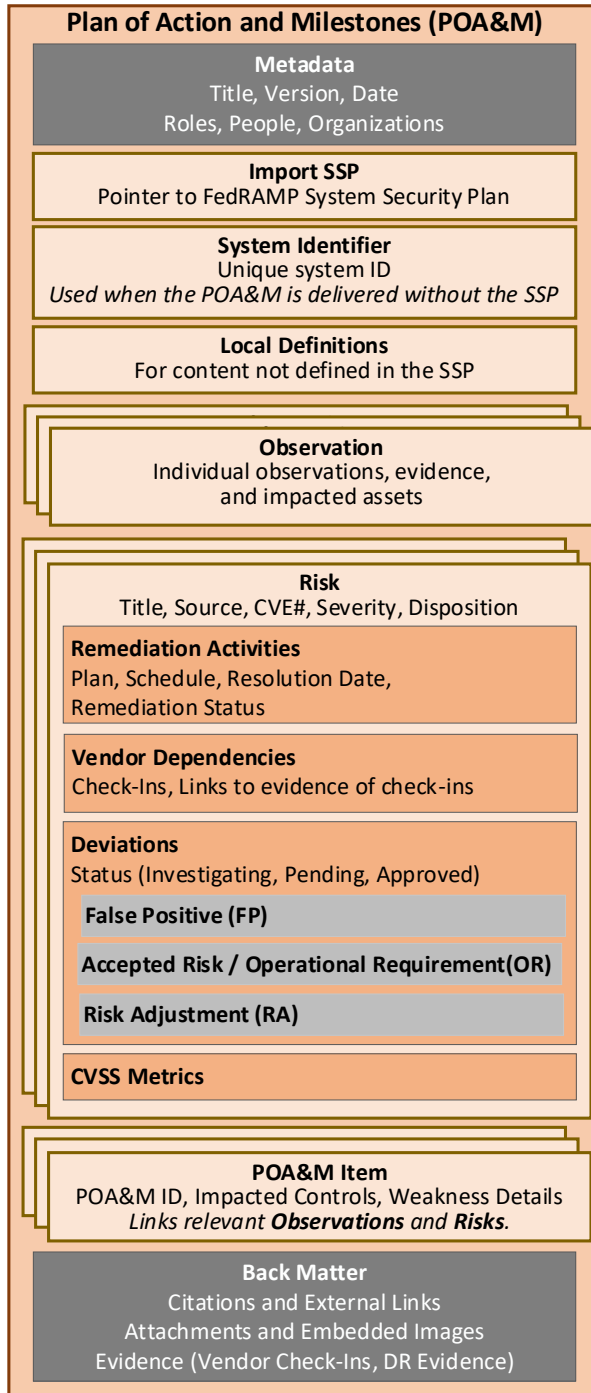 Plan of Action and Milestones (POA&M)
Metadata
Title, Version, Date
Roles, People, Organizations
Import SSP
Pointer to FedRAMP System Security Plan
System Identifier
Unique system ID
Used when the POA&M is delivered without the SSP
Local Definitions
For content not defined in the SSP
Observation
Individual observations, evidence,
and impacted assets
Risk
Title, Source, CVE#, Severity, Disposition
Remediation Activities
Plan, Schedule, Resolution Date,
Remediation Status
Vendor Dependencies
Check-Ins, Links to evidence of check-ins
Deviations
Status (Investigating, Pending, Approved)
False Positive (FP)
Accepted Risk / Operational Requirement(OR)
Risk Adjustment (RA)
CVSS Metrics
POA&M Item
POA&M ID, Impacted Controls, Weakness Details
Links relevant Observations and Risks.
Back Matter
Citations and External Links
Attachments and Embedded Images
Evidence (Vendor Check-Ins, DR Evidence)